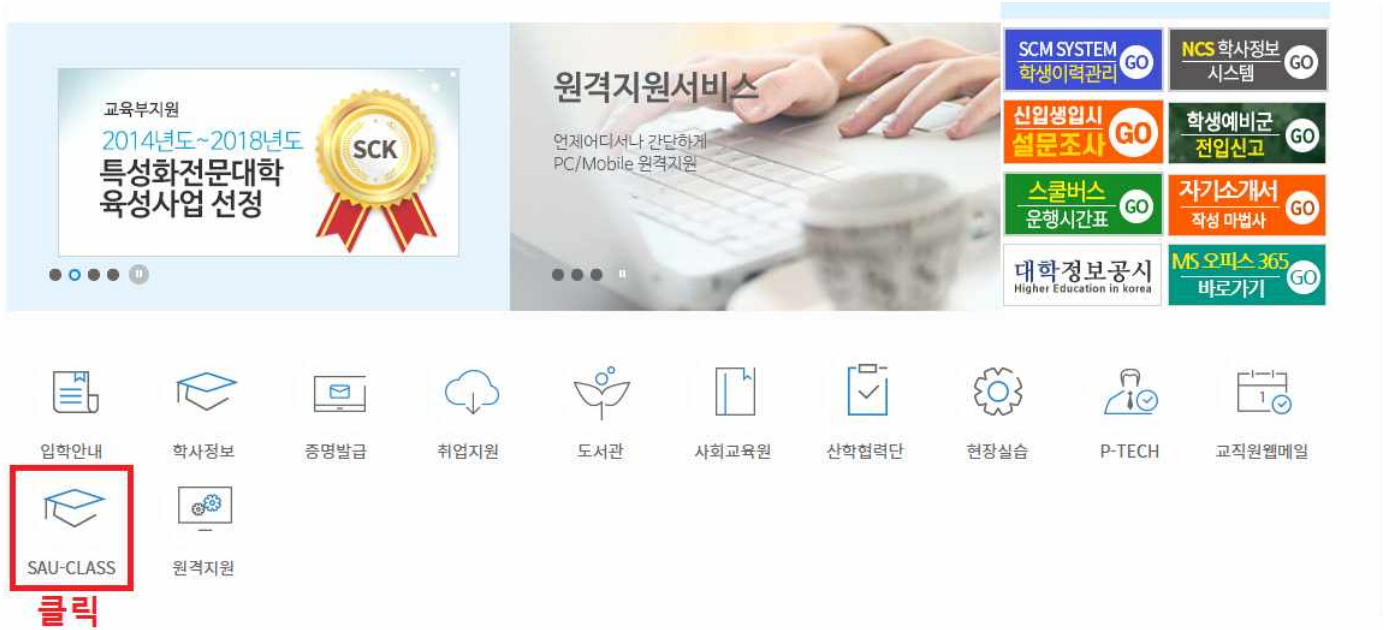 교육부지원
2014년도~2018년도
특성화전문대학
육성사업 선정
SCK
원격지원서비스
언제어디서나 간단하게
PC/Mobile 원격지원
SCM SYSTEM
학생이력관리
GO
NCS 학사정보
시스템
GO
신입생입시
설문조사
GO
학생예비군
전입신고
GO
스쿨버스
운행시간표
GO
자기소개서
작성 마법사
GO
대학정보공시
Higher Education in korea
MS 오피스 365
바로가기
GO
입학안내
학사정보
증명발급
취업지원
도서관
사회교육원
산학협력단
현장실습
P-TECH
1
교직원웹메일
SAU-CLASS
원격지원
클릭